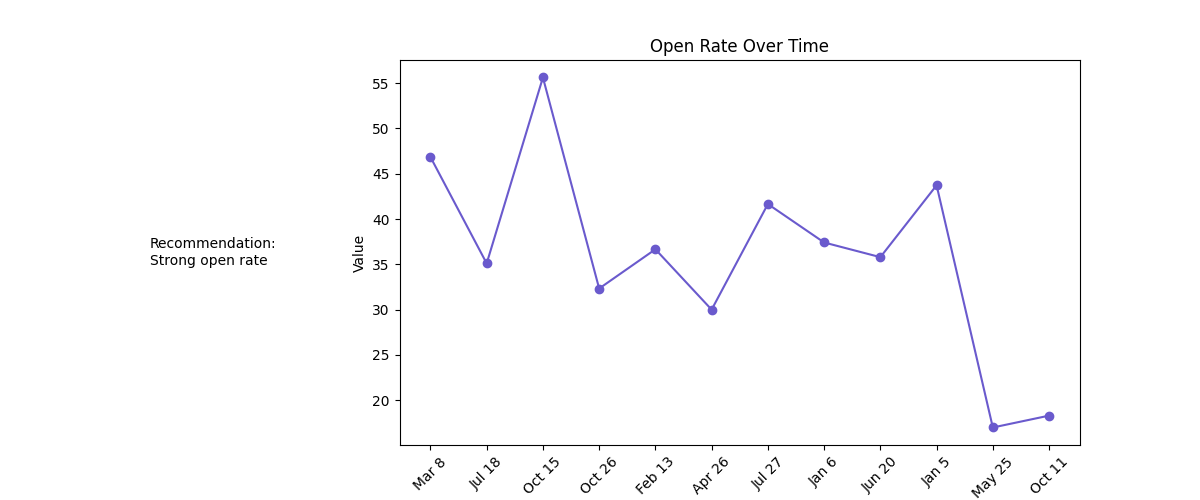 Open Rate Over Time
Recommendation:
Strong open rate
Value
55
50
45
40
35
30
25
20
Mar 8
Jul 18
Oct 15
Oct 26
Feb 13
Apr 26
Jul 27
Jan 6
Jun 20
Jan 5
May 25
Oct 11